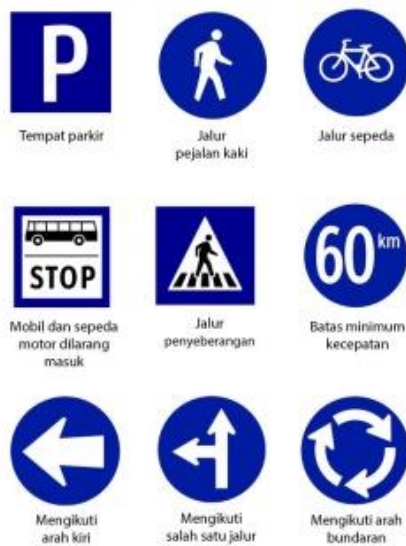 P
Tempat parkir
Jalur
pejalan kaki
Jalur sepeda
STOP
Mobil dan sepeda
motor dilarang
masuk
Jalur
penyeberangan
60 km
Batas minimum
kecepatan
Mengikuti
arah kiri
Mengikuti
salah satu jalur
Mengikuti arah
bundaran